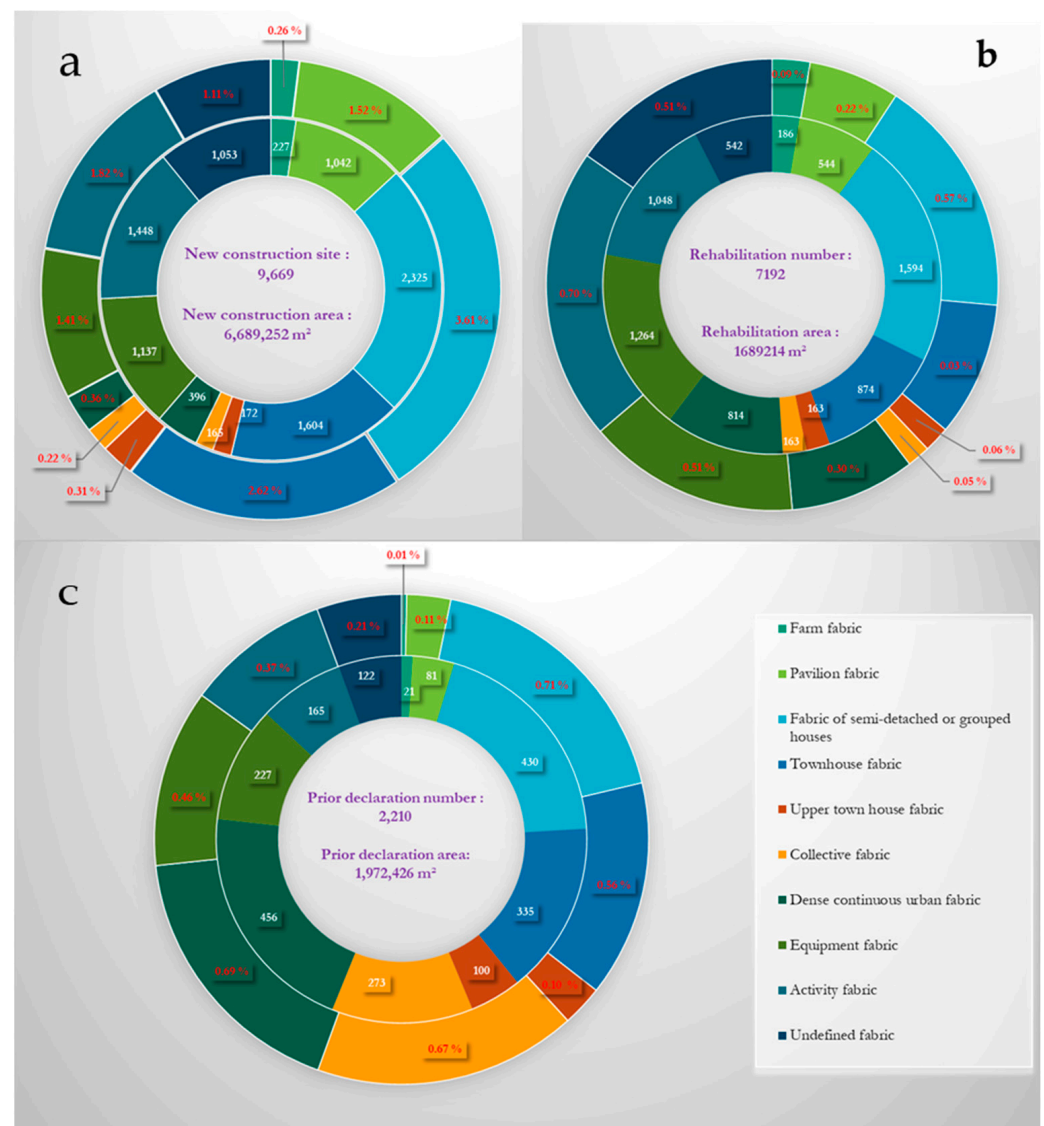 a
0.26 %
1.52 %
3.61 %
2.62 %
0.31 %
0.22 %
0.36 %
1.82 %
1.11 %
227
1,042
2,325
1,604
172
165
396
1,137
1,448
1,053
New construction site :
9,669
New construction area :
6,689,252 m²
b
0.09 %
0.22 %
0.57 %
0.06 %
0.05 %
0.30 %
0.70 %
0.51 %
186
544
1,594
874
163
163
814
1,264
1,048
542
Rehabilitation number :
7192
Rehabilitation area :
1689214 m²
c
0.01 %
0.11 %
0.71 %
0.56 %
0.10 %
0.67 %
0.69 %
0.46 %
0.37 %
0.21 %
21
81
430
335
100
273
456
227
165
122
Prior declaration number :
2,210
Prior declaration area:
1,972,426 m²
Farm fabric
Pavilion fabric
Fabric of semi-detached or grouped
houses
Townhouse fabric
Upper town house fabric
Collective fabric
Dense continuous urban fabric
Equipment fabric
Activity fabric
Undefined fabric